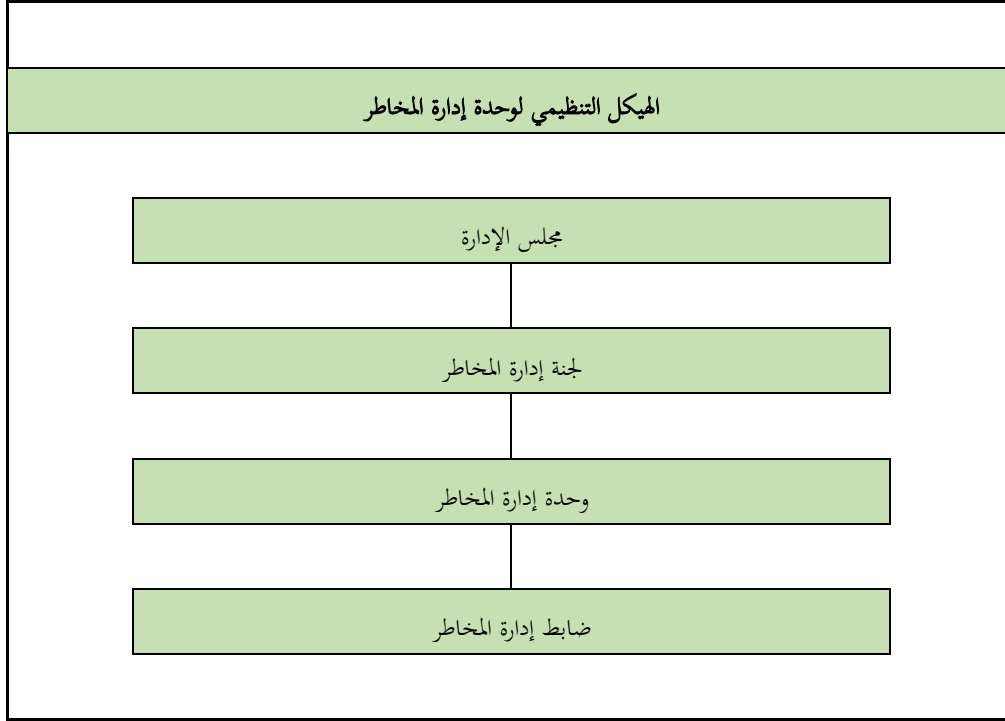 الهيكل التنظيمي لوحدة إدارة المخاطر
مجلس الإدارة
لجنة إدارة المخاطر
وحدة إدارة المخاطر
ضابط إدارة المخاطر